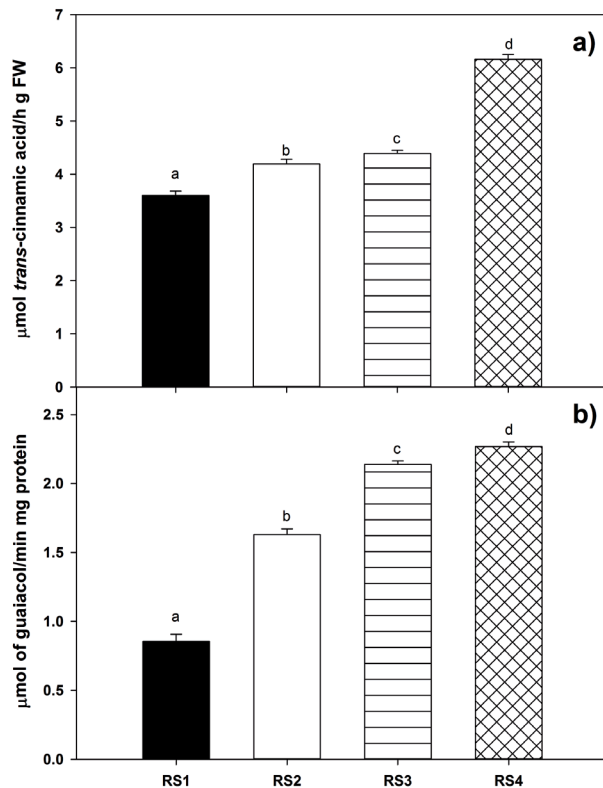 a)
μmol trans-cinnamic acid/h g FW
7
6
5
4
3
2
1
0
a
b
c
d
b)
μmol of guaiacol/min mg protein
2.5
2.0
1.5
1.0
0.5
0.0
a
b
c
d
RS1 RS2 RS3 RS4